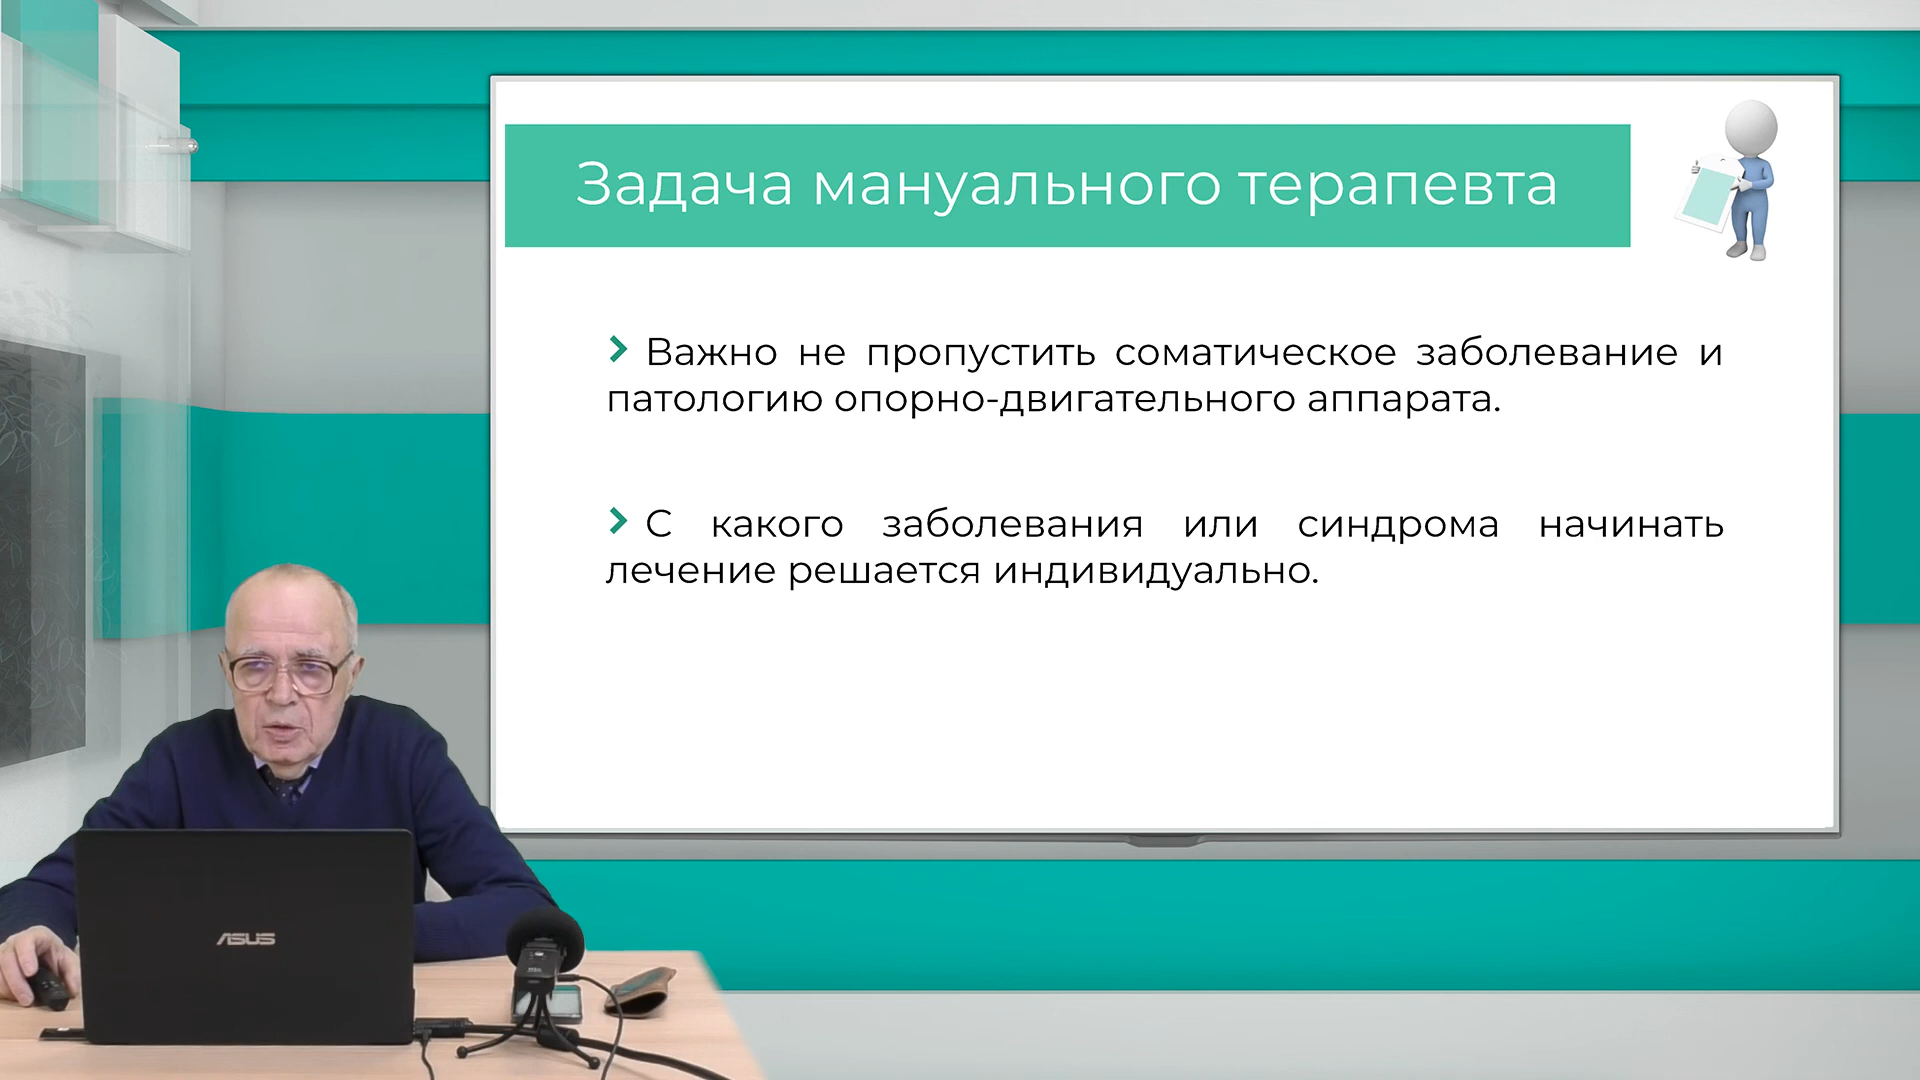 Задача мануального терапевта
Важно не пропустить соматическое заболевание и
патологию опорно-двигательного аппарата.
С какого заболевания или синдрома начинать
лечение решается индивидуально.
ASUS